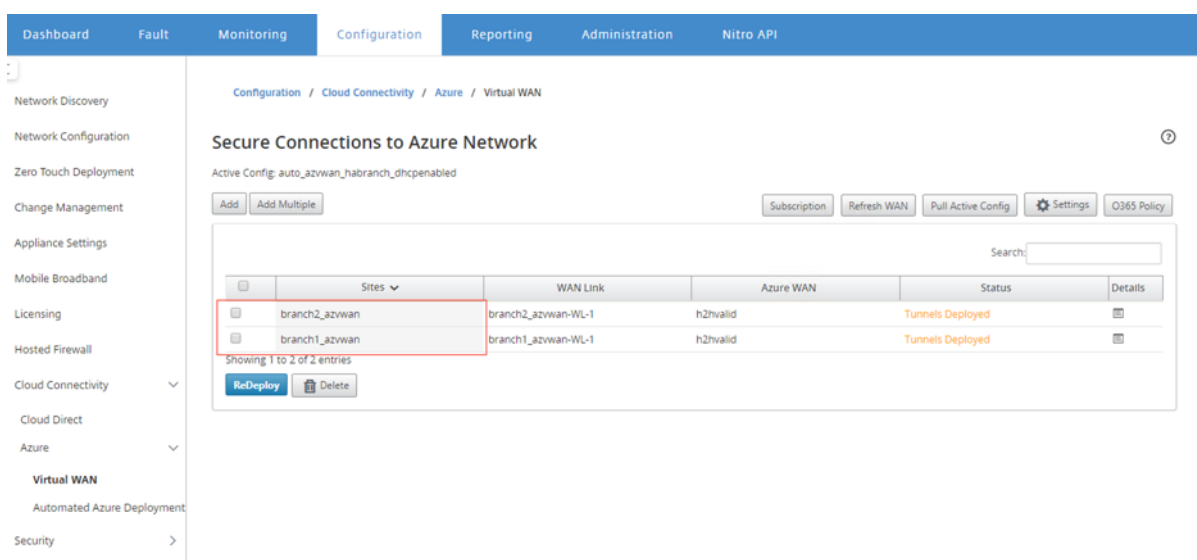 Dashboard Fault Monitoring Configuration Reporting Administration Nitro API
Network Discovery
Network Configuration
Zero Touch Deployment
Change Management
Appliance Settings
Mobile Broadband
Licensing
Hosted Firewall
Cloud Connectivity
Cloud Direct
Azure
Virtual WAN
Automated Azure Deployment
Security
Configuration / Cloud Connectivity / Azure / Virtual WAN
Secure Connections to Azure Network
?
Active Config: auto_azvwan_habranch_dhcpenabled
Add Add Multiple Subscription Refresh WAN Pull Active Config Settings O365 Policy
Search:
Sites WAN Link Azure WAN Status Details
branch2_azvwan branch2_azvwan-WL-1 h2hvalid Tunnels Deployed
branch1_azvwan branch1_azvwan-WL-1 h2hvalid Tunnels Deployed
Showing 1 to 2 of 2 entries
ReDeploy Delete